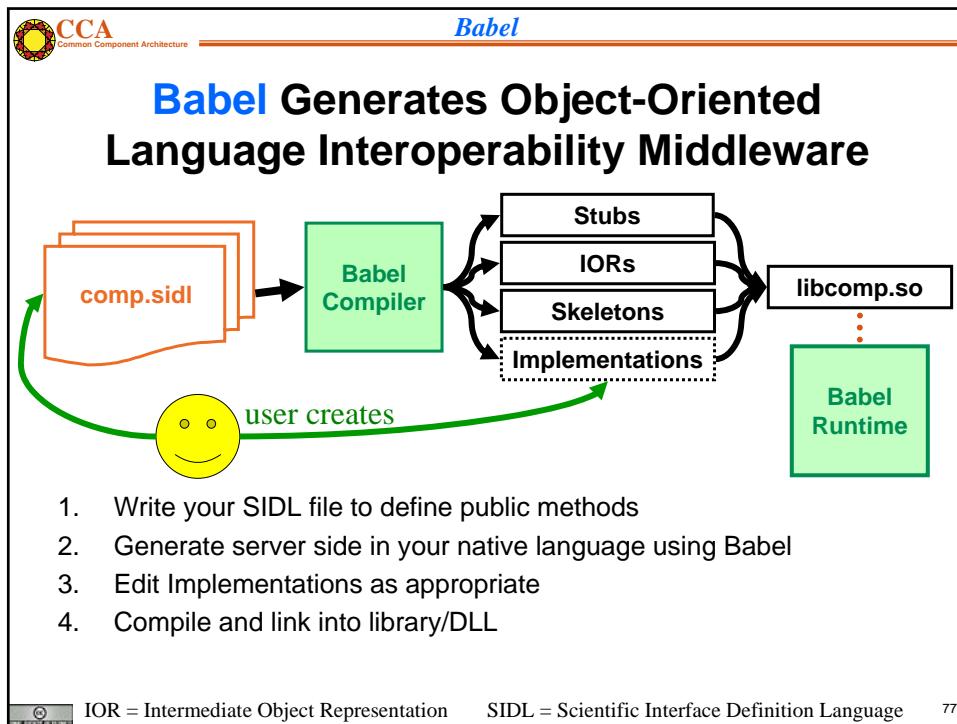 CCA
Common Component Architecture
Babel
Babel Generates Object-Oriented
Language Interoperability Middleware
comp.sidl
Babel
Compiler
Stubs
IORs
Skeletons
Implementations
libcomp.so
Babel
Runtime
user creates
1. Write your SIDL file to define public methods
2. Generate server side in your native language using Babel
3. Edit Implementations as appropriate
4. Compile and link into library/DLL
IOR = Intermediate Object Representation SIDL = Scientific Interface Definition Language 77